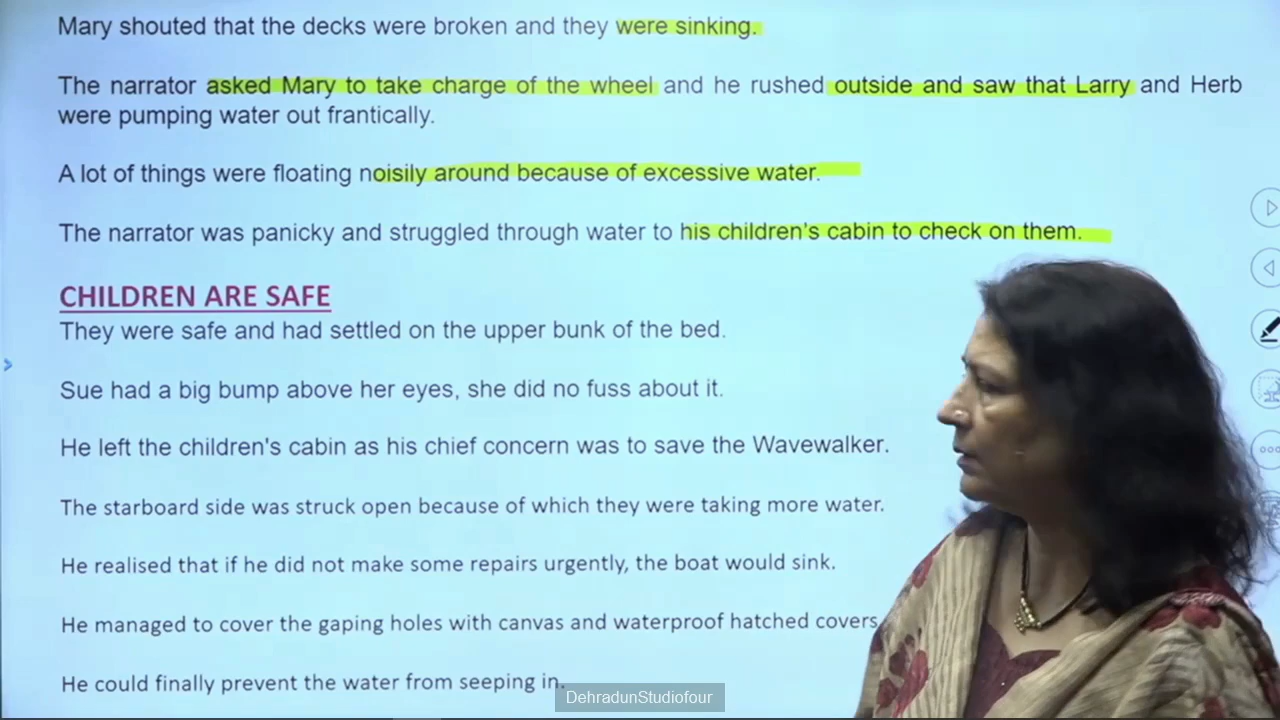 Mary shouted that the decks were broken and they were sinking.
The narrator asked Mary to take charge of the wheel and he rushed outside and saw that Larry and Herb
were pumping water out frantically.
A lot of things were floating noisily around because of excessive water.
The narrator was panicky and struggled through water to his children's cabin to check on them.
CHILDREN ARE SAFE
They were safe and had settled on the upper bunk of the bed.
Sue had a big bump above her eyes, she did no fuss about it.
He left the children's cabin as his chief concern was to save the Wavewalker.
The starboard side was struck open because of which they were taking more water.
He realised that if he did not make some repairs urgently, the boat would sink.
He managed to cover the gaping holes with canvas and waterproof hatched covers
He could finally prevent the water from seeping in.
DehradunStudiofour